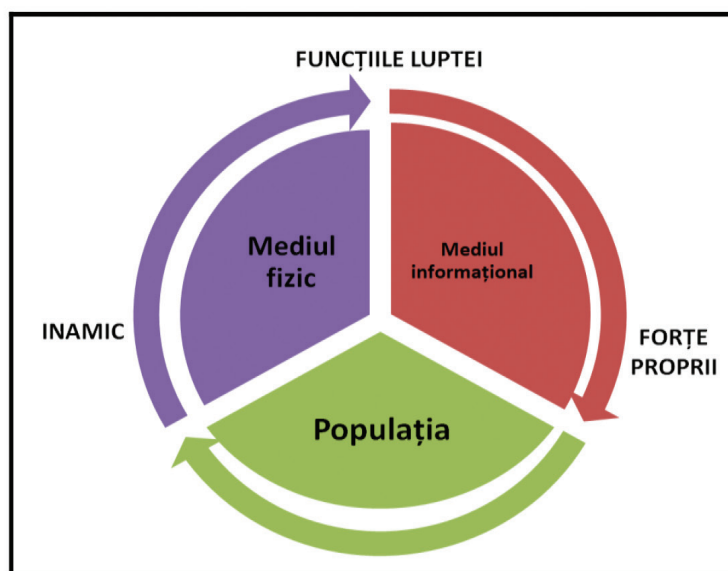 FUNCȚIILE LUPTEI
Mediul
fizic
Mediul
informațional
INAMIC
FORȚE
PROPRII
Populația